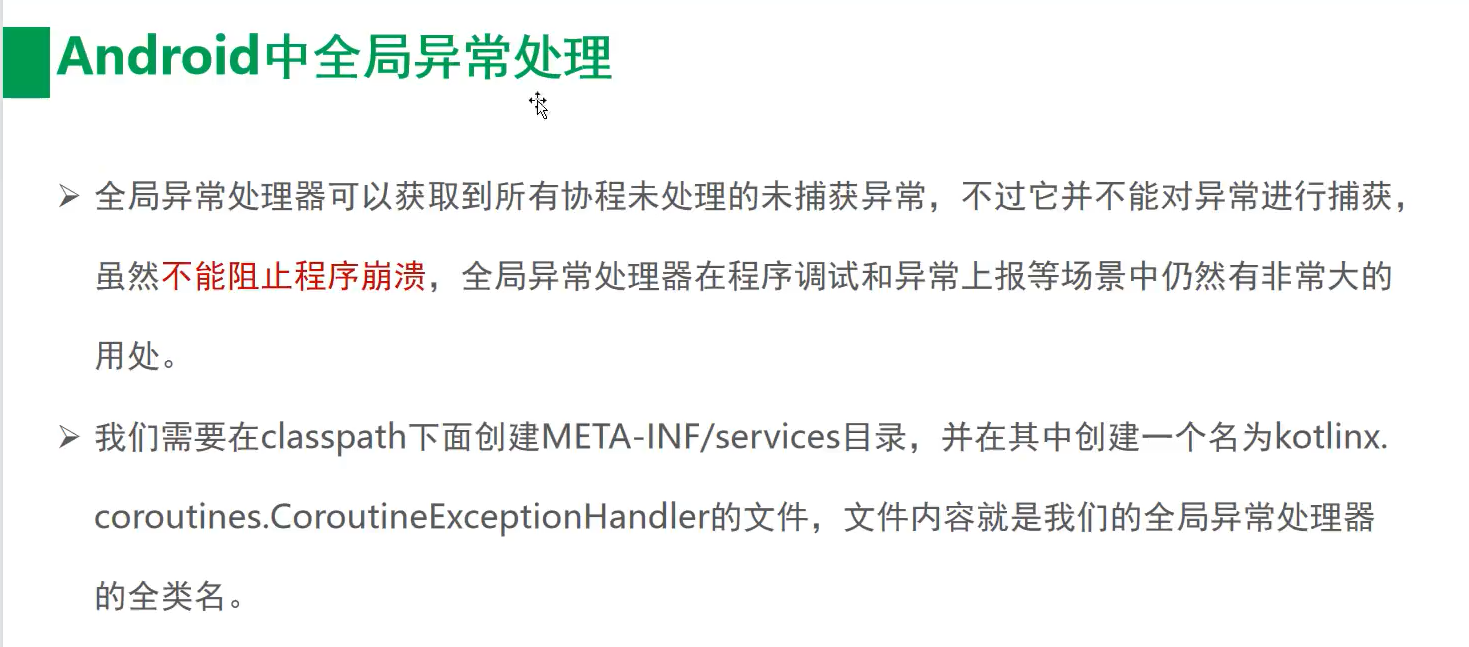 Android中全局异常处理
全局异常处理器可以获取到所有协程未处理的未捕获异常，不过它并不能对异常进行捕获，
虽然不能阻止程序崩溃，全局异常处理器在程序调试和异常上报等场景中仍然有非常大的
用处。
我们需要在classpath下面创建META-INF/services目录，并在其中创建一个名为kotlinx.
coroutines.CoroutineExceptionHandler的文件，文件内容就是我们的全局异常处理器
的全类名。